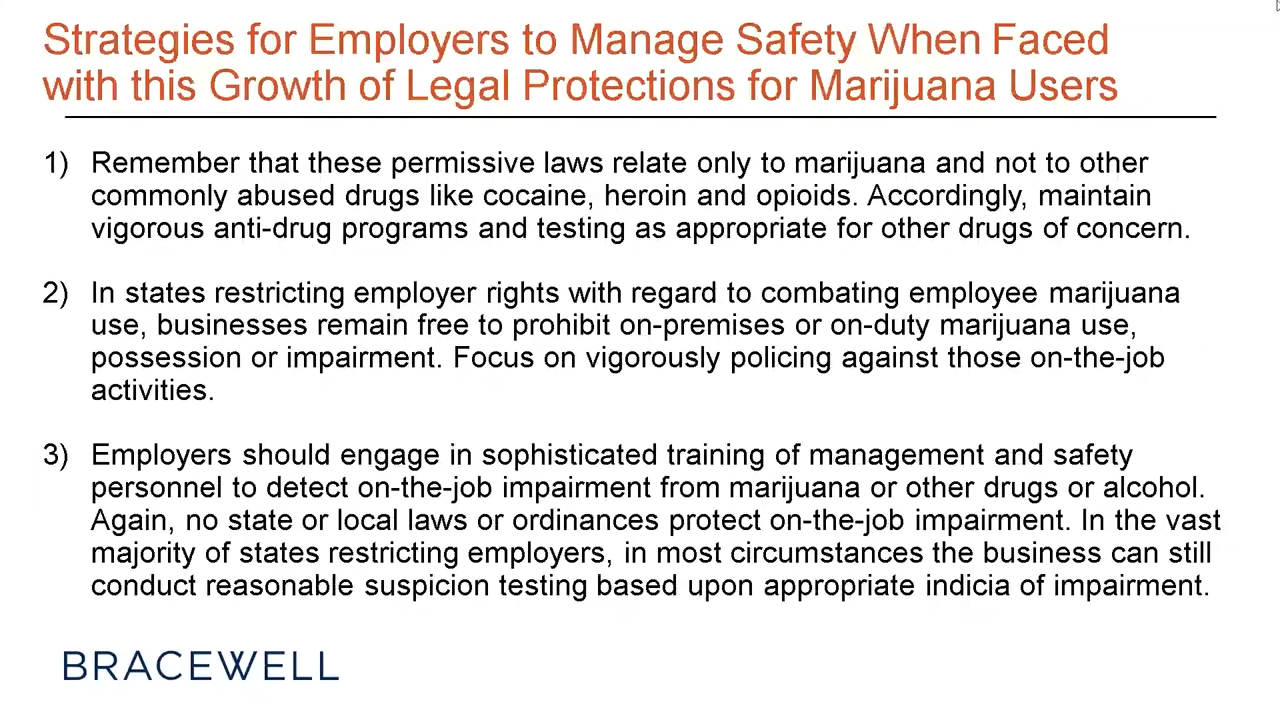 Strategies for Employers to Manage Safety When Faced
with this Growth of Legal Protections for Marijuana Users
1) Remember that these permissive laws relate only to marijuana and not to other
commonly abused drugs like cocaine, heroin and opioids. Accordingly, maintain
vigorous anti-drug programs and testing as appropriate for other drugs of concern.
2) In states restricting employer rights with regard to combating employee marijuana
use, businesses remain free to prohibit on-premises or on-duty marijuana use,
possession or impairment. Focus on vigorously policing against those on-the-job
activities.
3) Employers should engage in sophisticated training of management and safety
personnel to detect on-the-job impairment from marijuana or other drugs or alcohol.
Again, no state or local laws or ordinances protect on-the-job impairment. In the vast
majority of states restricting employers, in most circumstances the business can still
conduct reasonable suspicion testing based upon appropriate indicia of impairment.
BRACEWELL